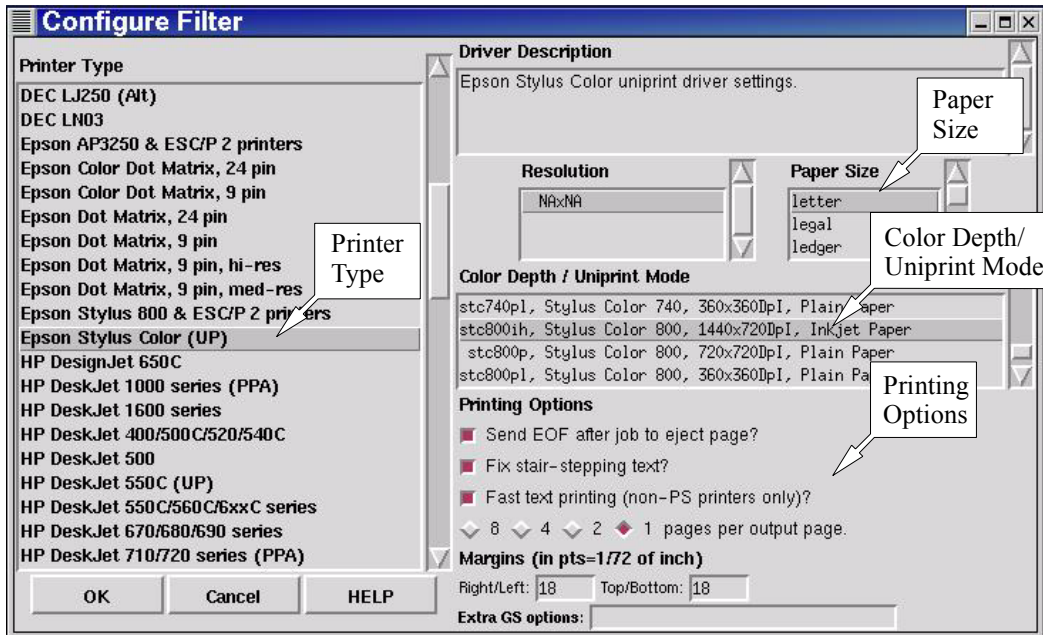 Configure Filter
Printer Type
DEC LJ250 (Alt)
DEC LN03
Epson AP3250 & ESC/P 2 printers
Epson Color Dot Matrix, 24 pin
Epson Color Dot Matrix, 9 pin
Epson Dot Matrix, 24 pin
Epson Dot Matrix, 9 pin
Epson Dot Matrix, 9 pin, hi-res
Epson Dot Matrix, 9 pin, med-res
Epson Stylus 800 & ESC/P 2 printers
Epson Stylus Color (UP)
HP DesignJet 650C
HP DeskJet 1000 series (PPA)
HP DeskJet 1600 series
HP DeskJet 400/500C/520/540C
HP DeskJet 500
HP DeskJet 550C (UP)
HP DeskJet 550C/560C/6xxC series
HP DeskJet 670/680/690 series
HP DeskJet 710/720 series (PPA)
OK
Cancel
HELP
Printer
Type
Driver Description
Epson Stylus Color uniprint driver settings.
Paper
Size
Resolution
NAxNA
Paper Size
letter
legal
ledger
Color Depth/
Uniprint Mode
Color Depth / Uniprint Mode
stc740pl, Stylus Color 740, 360x360DpI, Plain Paper
stc800ih, Stylus Color 800, 1440x720DpI, InKjet Paper
stc800p, Stylus Color 800, 720x720DpI, Plain Paper
stc800pl, Stylus Color 800, 360x360DpI, Plain Pa
Printing
Options
Printing Options
Send EOF after job to eject page?
Fix stair-stepping text?
Fast text printing (non-PS printers only)?
8 4 2 1 pages per output page.
Margins (in pts=1/72 of inch)
Right/Left: 18 Top/Bottom: 18
Extra GS options: